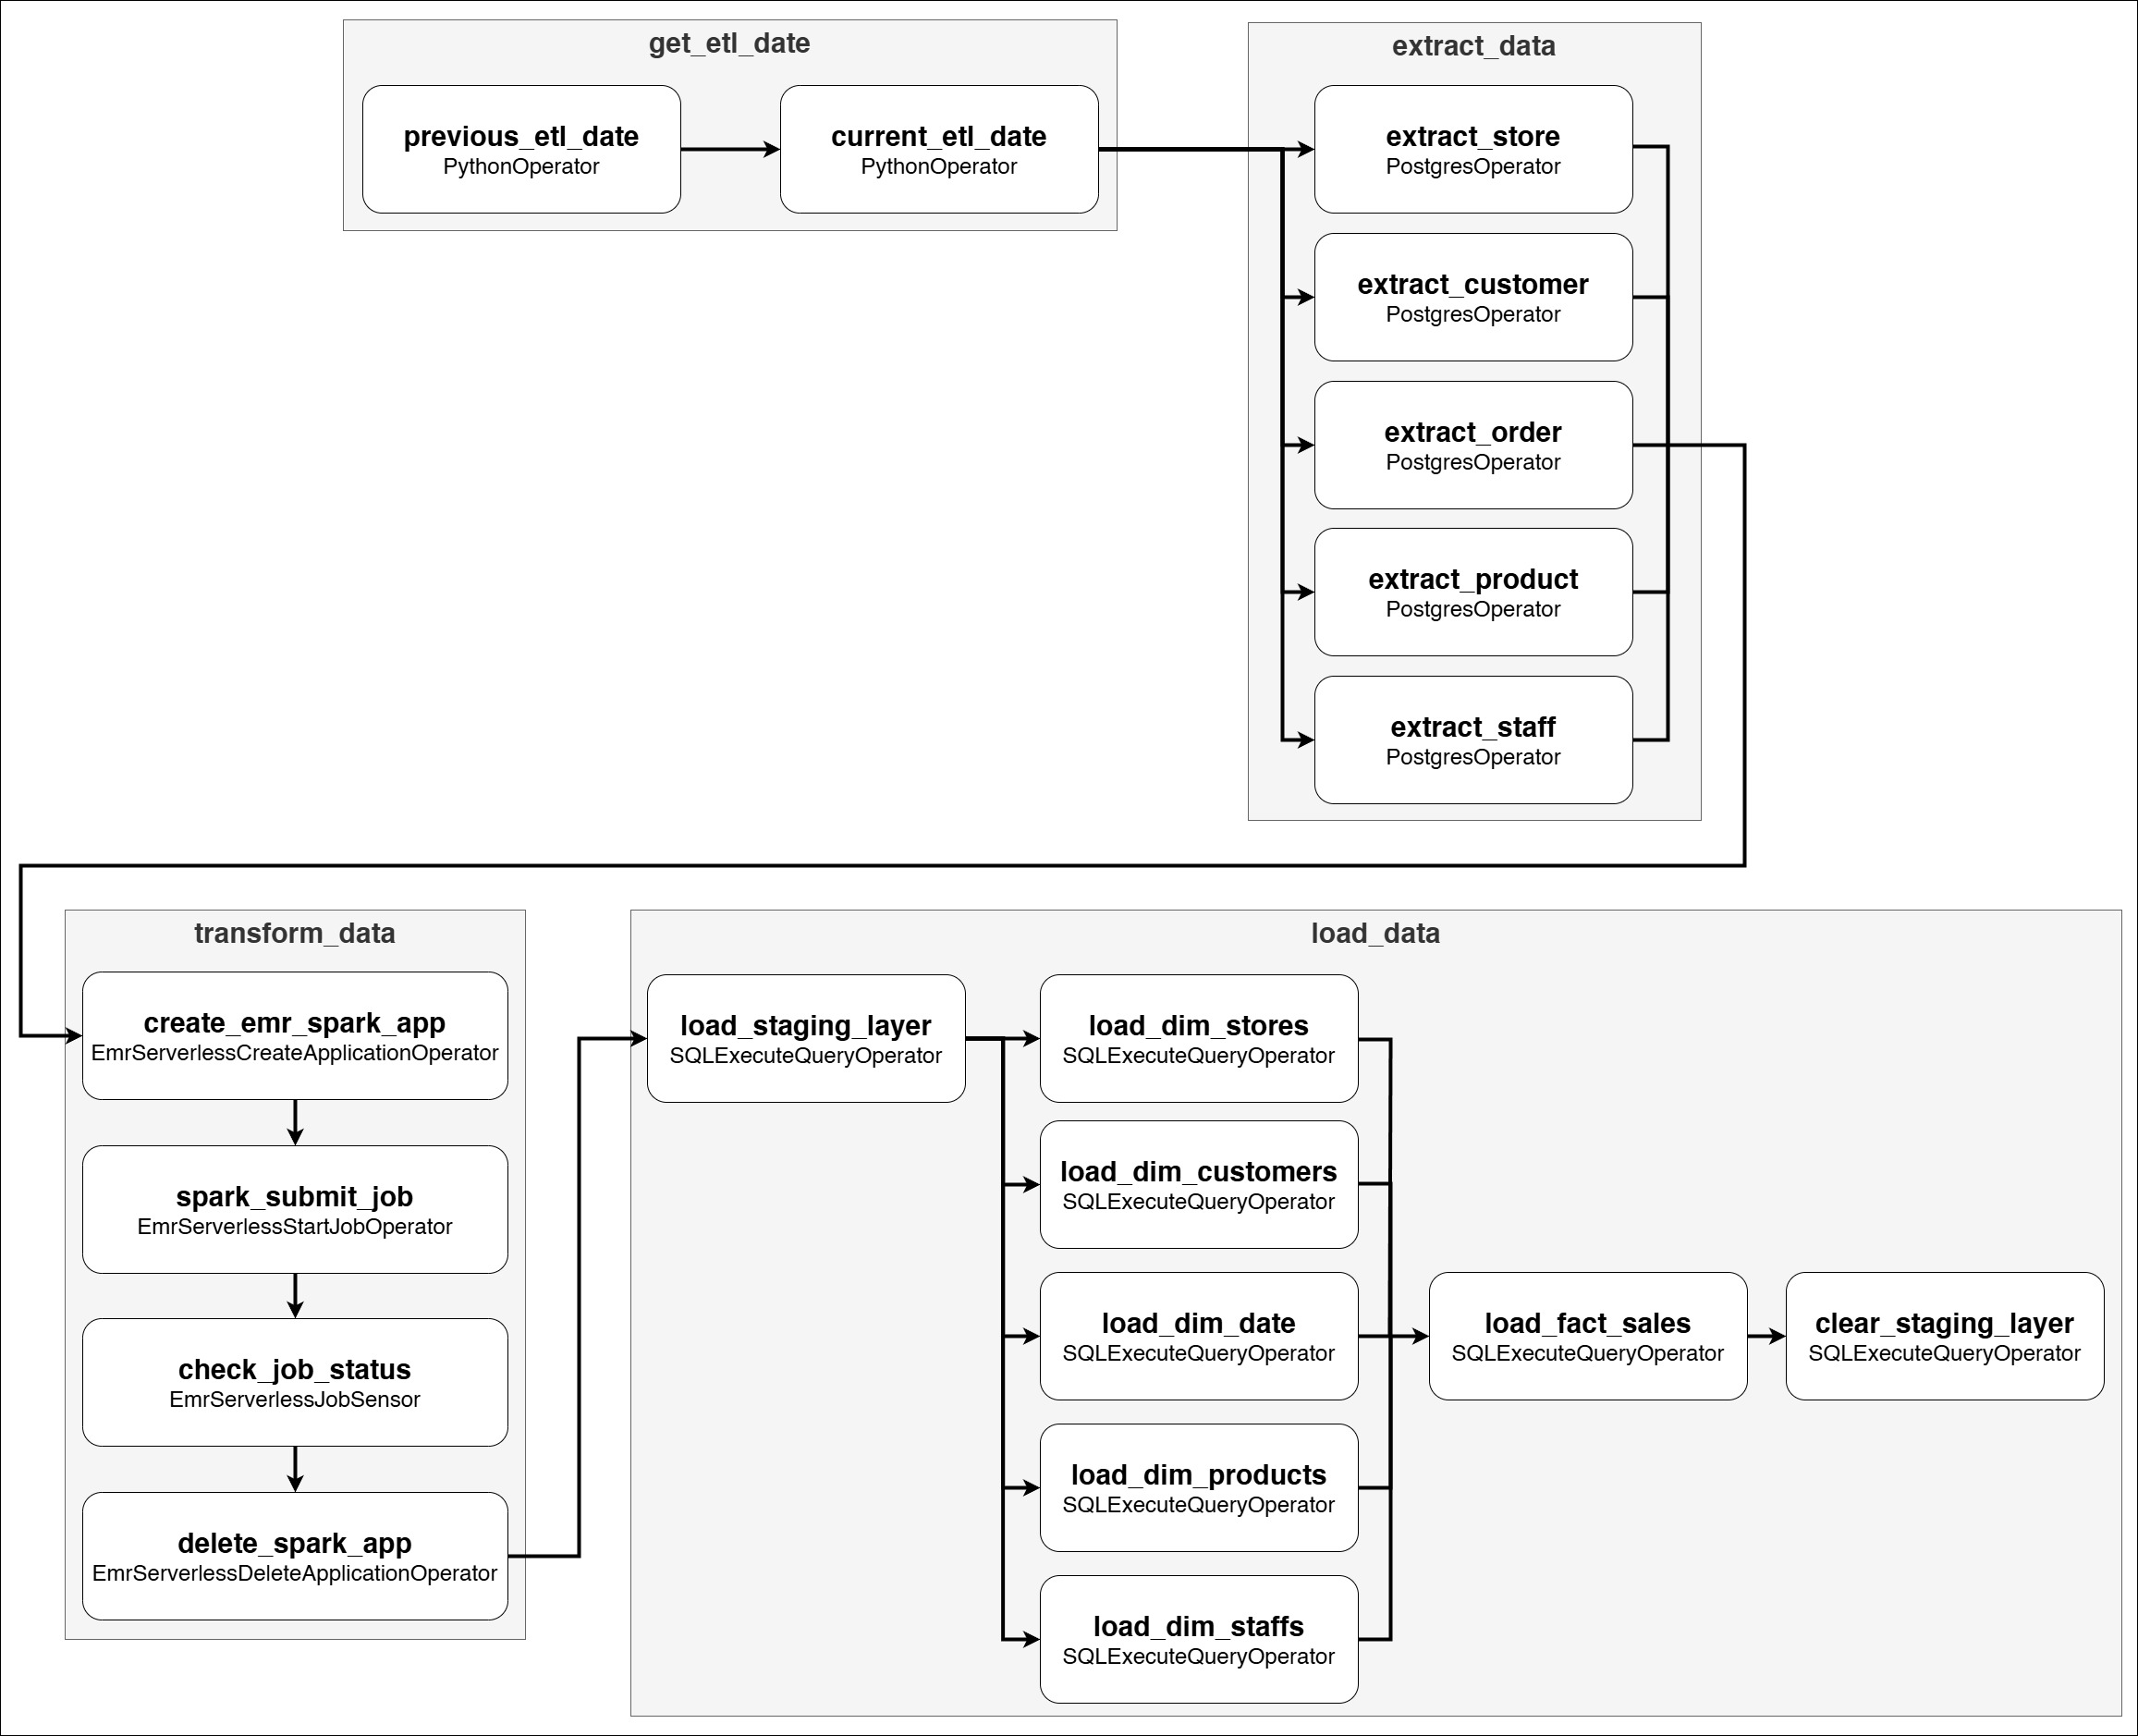 get_etl_date
previous_etl_date
PythonOperator
current_etl_date
PythonOperator
extract_data
extract_store
PostgresOperator
extract_customer
PostgresOperator
extract_order
PostgresOperator
extract_product
PostgresOperator
extract_staff
PostgresOperator
transform_data
create_emr_spark_app
EmrServerlessCreateApplicationOperator
spark_submit_job
EmrServerlessStartJobOperator
check_job_status
EmrServerlessJobSensor
delete_spark_app
EmrServerlessDeleteApplicationOperator
load_data
load_staging_layer
SQLExecuteQueryOperator
load_dim_stores
SQLExecuteQueryOperator
load_dim_customers
SQLExecuteQueryOperator
load_dim_date
SQLExecuteQueryOperator
load_dim_products
SQLExecuteQueryOperator
load_dim_staffs
SQLExecuteQueryOperator
load_fact_sales
SQLExecuteQueryOperator
clear_staging_layer
SQLExecuteQueryOperator